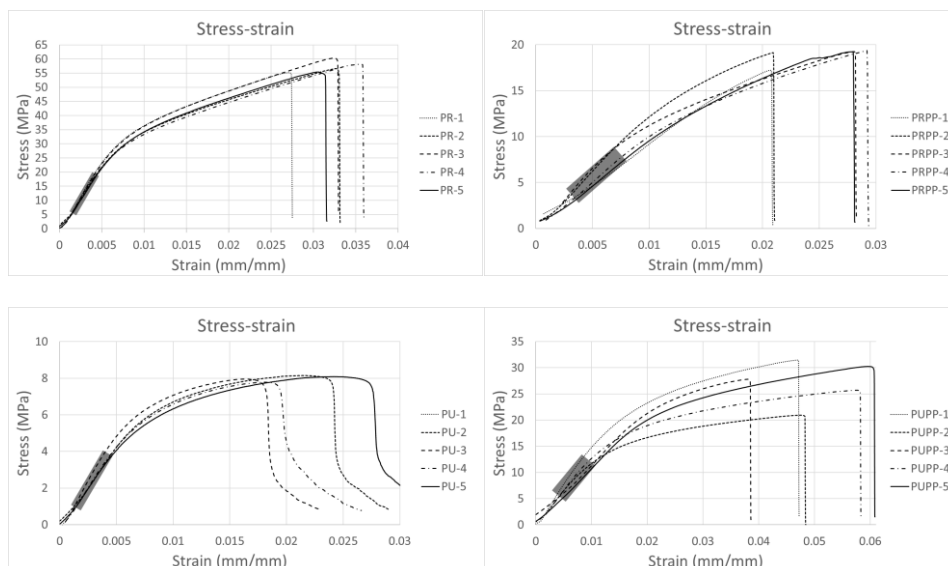 Stress-strain
65
60
55
50
45
40
35
30
25
20
15
10
5
0
Stress (MPa)
0 0.005 0.01 0.015 0.02 0.025 0.03 0.035 0.04
Strain (mm/mm)
PR-1
PR-2
PR-3
PR-4
PR-5
Stress-strain
20
15
10
5
0
Stress (MPa)
0 0.005 0.01 0.015 0.02 0.025 0.03
Strain (mm/mm)
PRPP-1
PRPP-2
PRPP-3
PRPP-4
PRPP-5
Stress-strain
10
8
6
4
2
0
Stress (MPa)
0 0.005 0.01 0.015 0.02 0.025 0.03
Strain (mm/mm)
PU-1
PU-2
PU-3
PU-4
PU-5
Stress-strain
35
30
25
20
15
10
5
0
Stress (MPa)
0 0.01 0.02 0.03 0.04 0.05 0.06
Strain (mm/mm)
PUPP-1
PUPP-2
PUPP-3
PUPP-4
PUPP-5